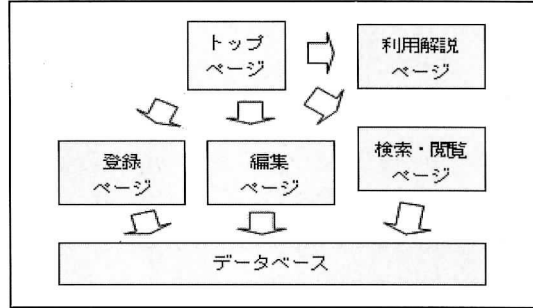 トップ
ページ
利用解説
ページ
登録
ページ
編集
ページ
検索・閲覧
ページ
データベース